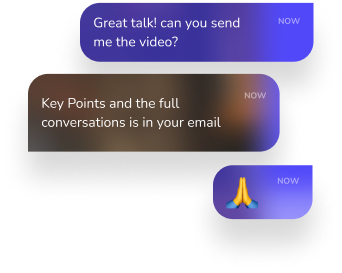 Great talk! can you send NOW
me the video?
Key Points and the full NOW
conversations is in your email
🙏 NOW